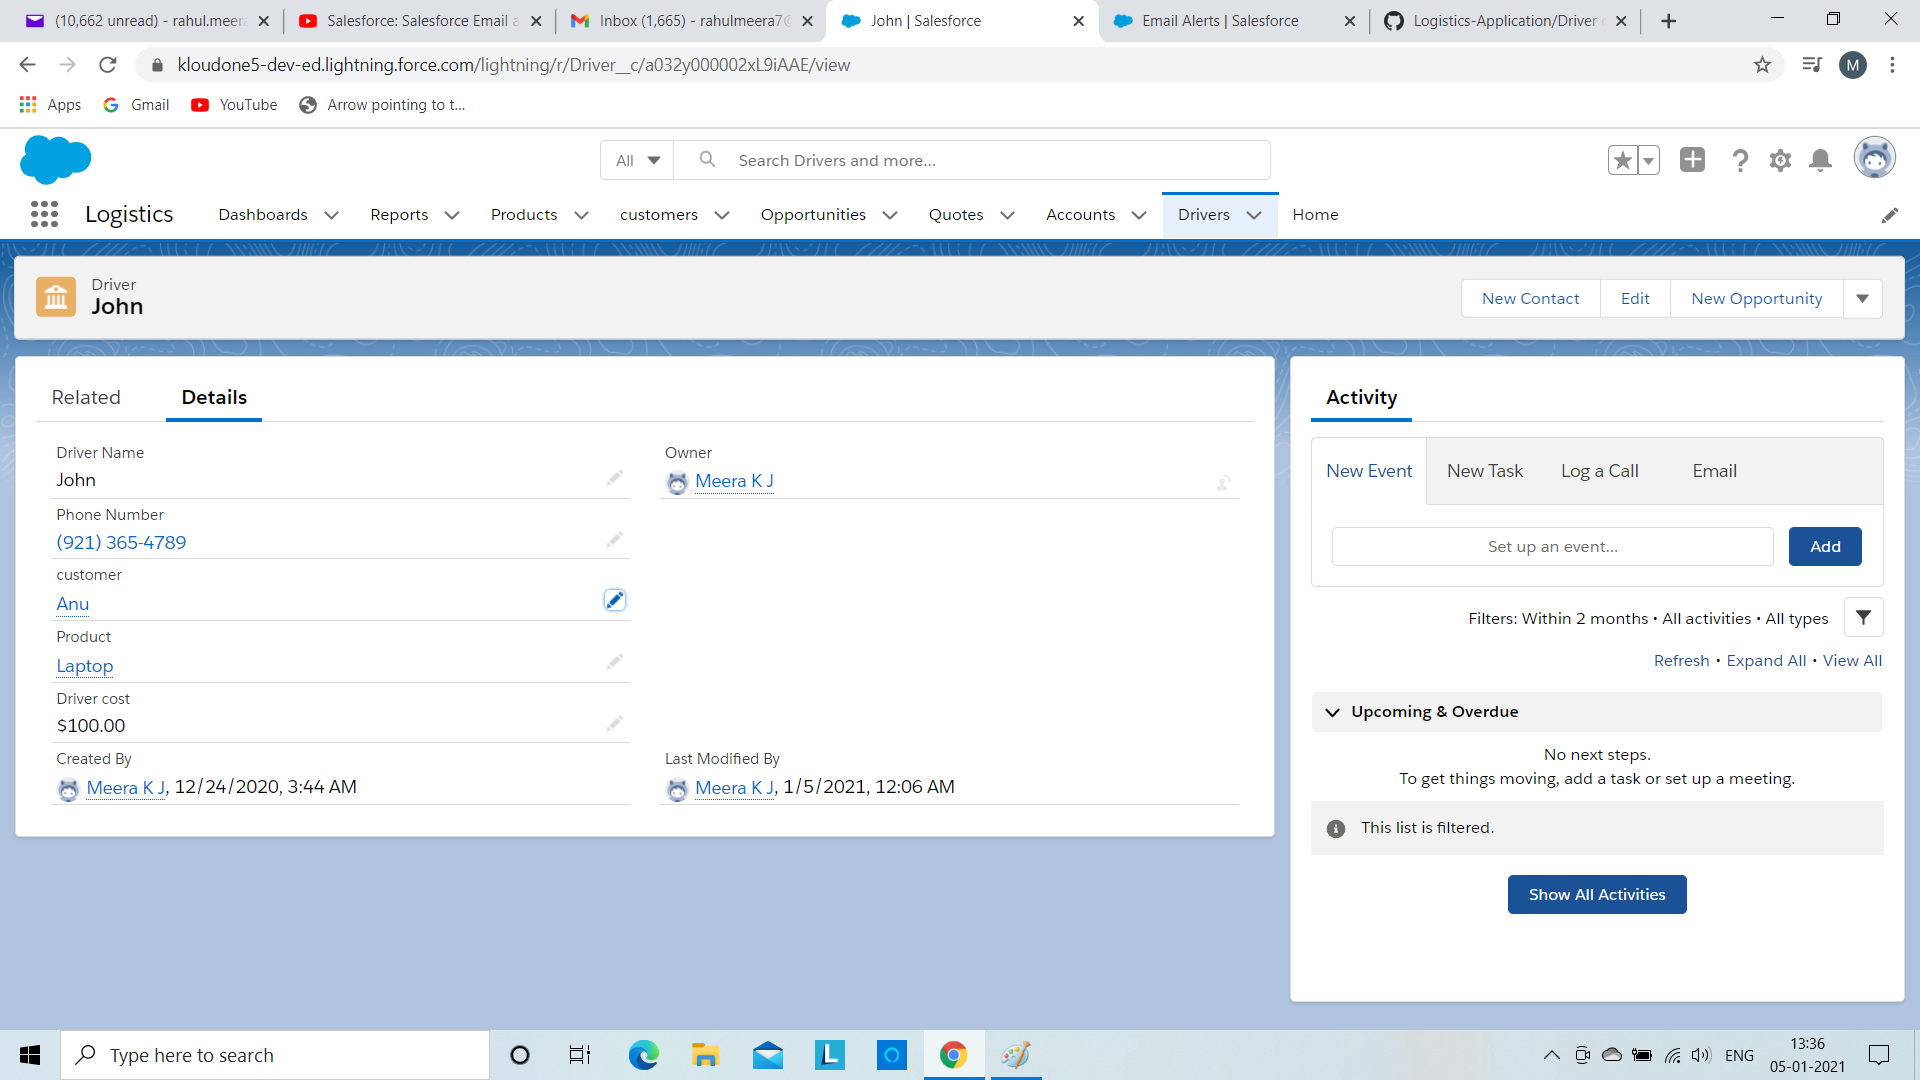 (10,662 unread) - rahul.meera
Salesforce: Salesforce Email a
Inbox (1,665) - rahulmeera7@
John | Salesforce
Email Alerts | Salesforce
Logistics-Application/Driver
kloudone5-dev-ed.lightning.force.com/lightning/r/Driver__c/a032y000002xL9iAAE/view
M
Apps
Gmail
YouTube
Arrow pointing to t...
All
Search Drivers and more...
Logistics
Dashboards
Reports
Products
customers
Opportunities
Quotes
Accounts
Drivers
Home
Driver
John
New Contact
Edit
New Opportunity
Related
Details
Driver Name
John
Owner
Meera K J
Phone Number
(921) 365-4789
customer
Anu
Product
Laptop
Driver cost
$100.00
Created By
Meera K J, 12/24/2020, 3:44 AM
Last Modified By
Meera K J, 1/5/2021, 12:06 AM
Activity
New Event
New Task
Log a Call
Email
Set up an event...
Add
Filters: Within 2 months • All activities • All types
Refresh • Expand All • View All
Upcoming & Overdue
No next steps.
To get things moving, add a task or set up a meeting.
This list is filtered.
Show All Activities
Type here to search
L
ENG
13:36
05-01-2021